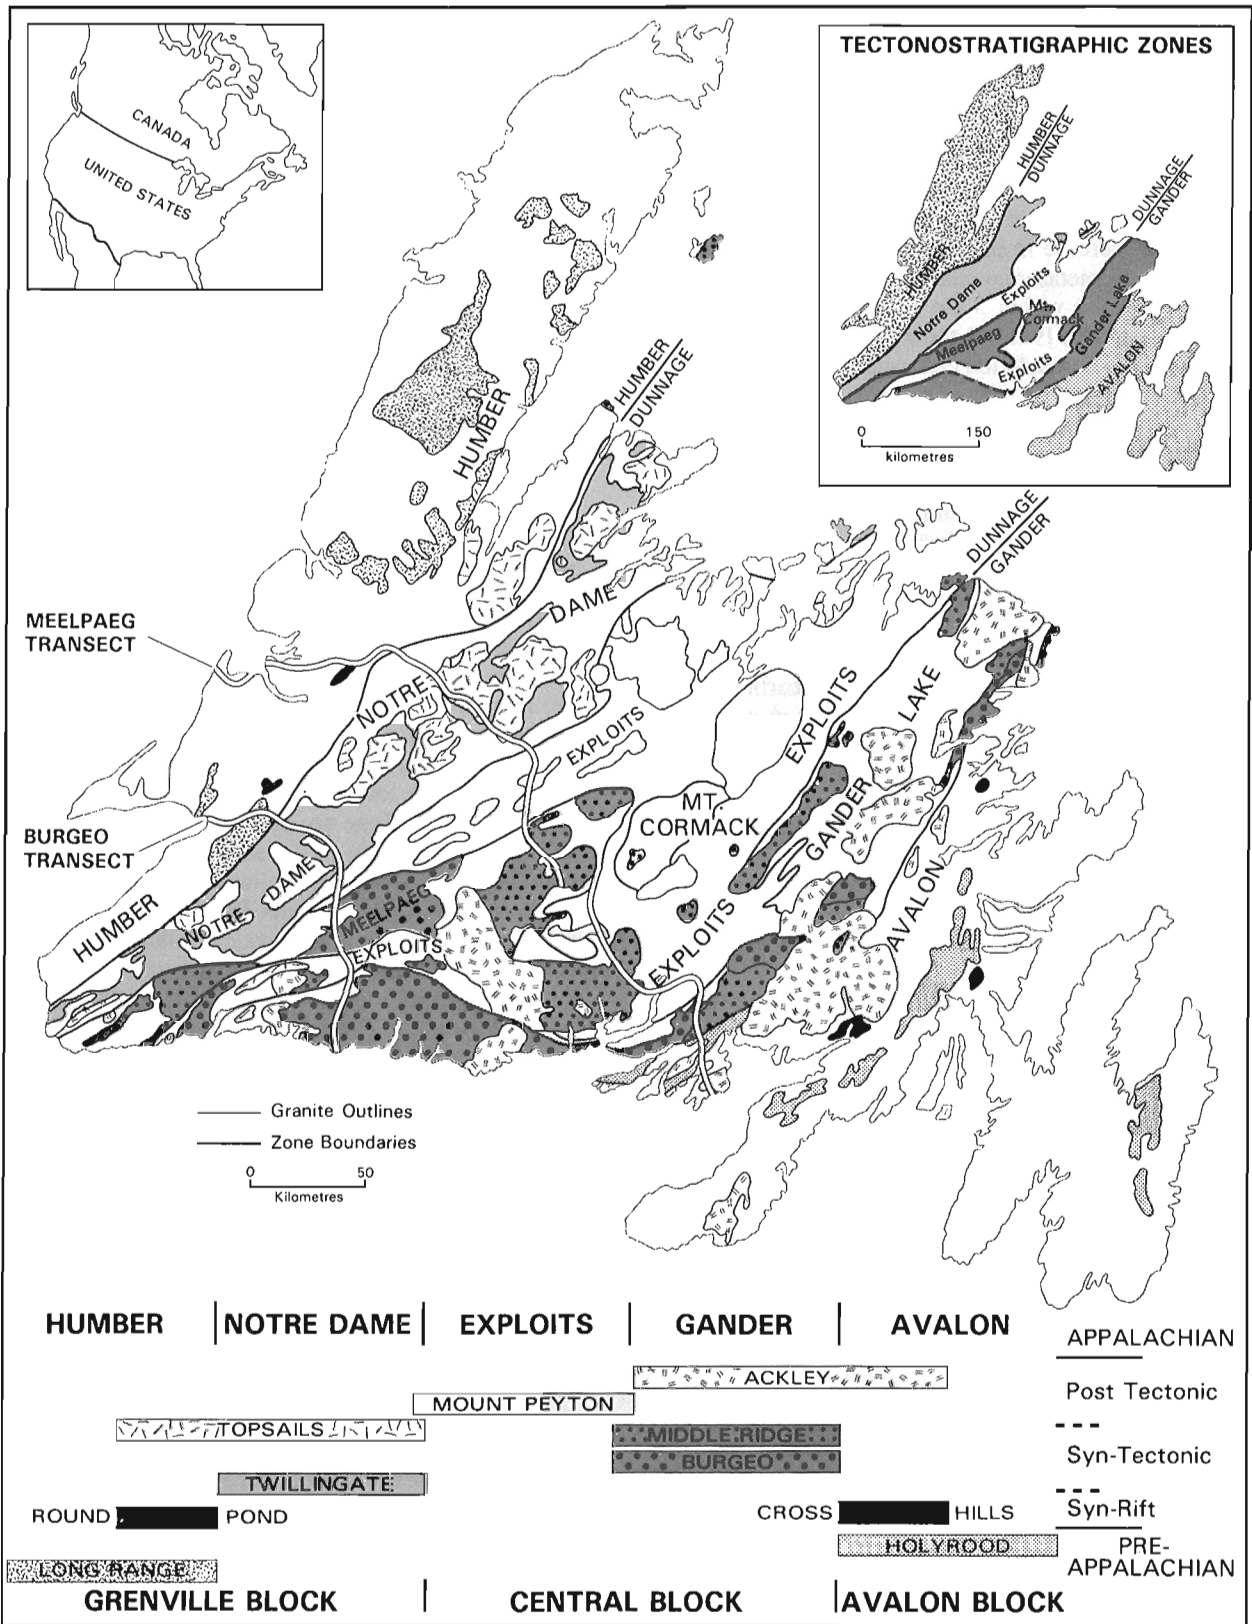 CANADA
UNITED STATES
TECTONOSTRATIGRAPHIC ZONES
HUMBER
DUNNAGE
DUNNAGE
GANDER
HUMBER
Notre Dame
Exploits
Mt.
Cormack
Meelpaeg
Exploits
Gander Lake
AVALON
0 150
kilometres
HUMBER
DUNNAGE
HUMBER
DUNNAGE
GANDER
MEELPAEG
TRANSECT
NOTRE DAME
EXPLOITS
EXPLOITS
GANDER LAKE
MT.
CORMACK
BURGEO
TRANSECT
HUMBER
NOTRE DAME
MEELPAEG
EXPLOITS
EXPLOITS
AVALON
Granite Outlines
Zone Boundaries
0 50
Kilometres
HUMBER NOTRE DAME EXPLOITS GANDER AVALON
APPALACHIAN
ACKLEY
Post Tectonic
MOUNT PEYTON
TOPSAILS
MIDDLE RIDGE
Syn-Tectonic
BURGEO
TWILLINGATE
ROUND POND
CROSS HILLS
Syn-Rift
HOLYROOD
PRE-
APPALACHIAN
LONG RANGE
GRENVILLE BLOCK CENTRAL BLOCK AVALON BLOCK